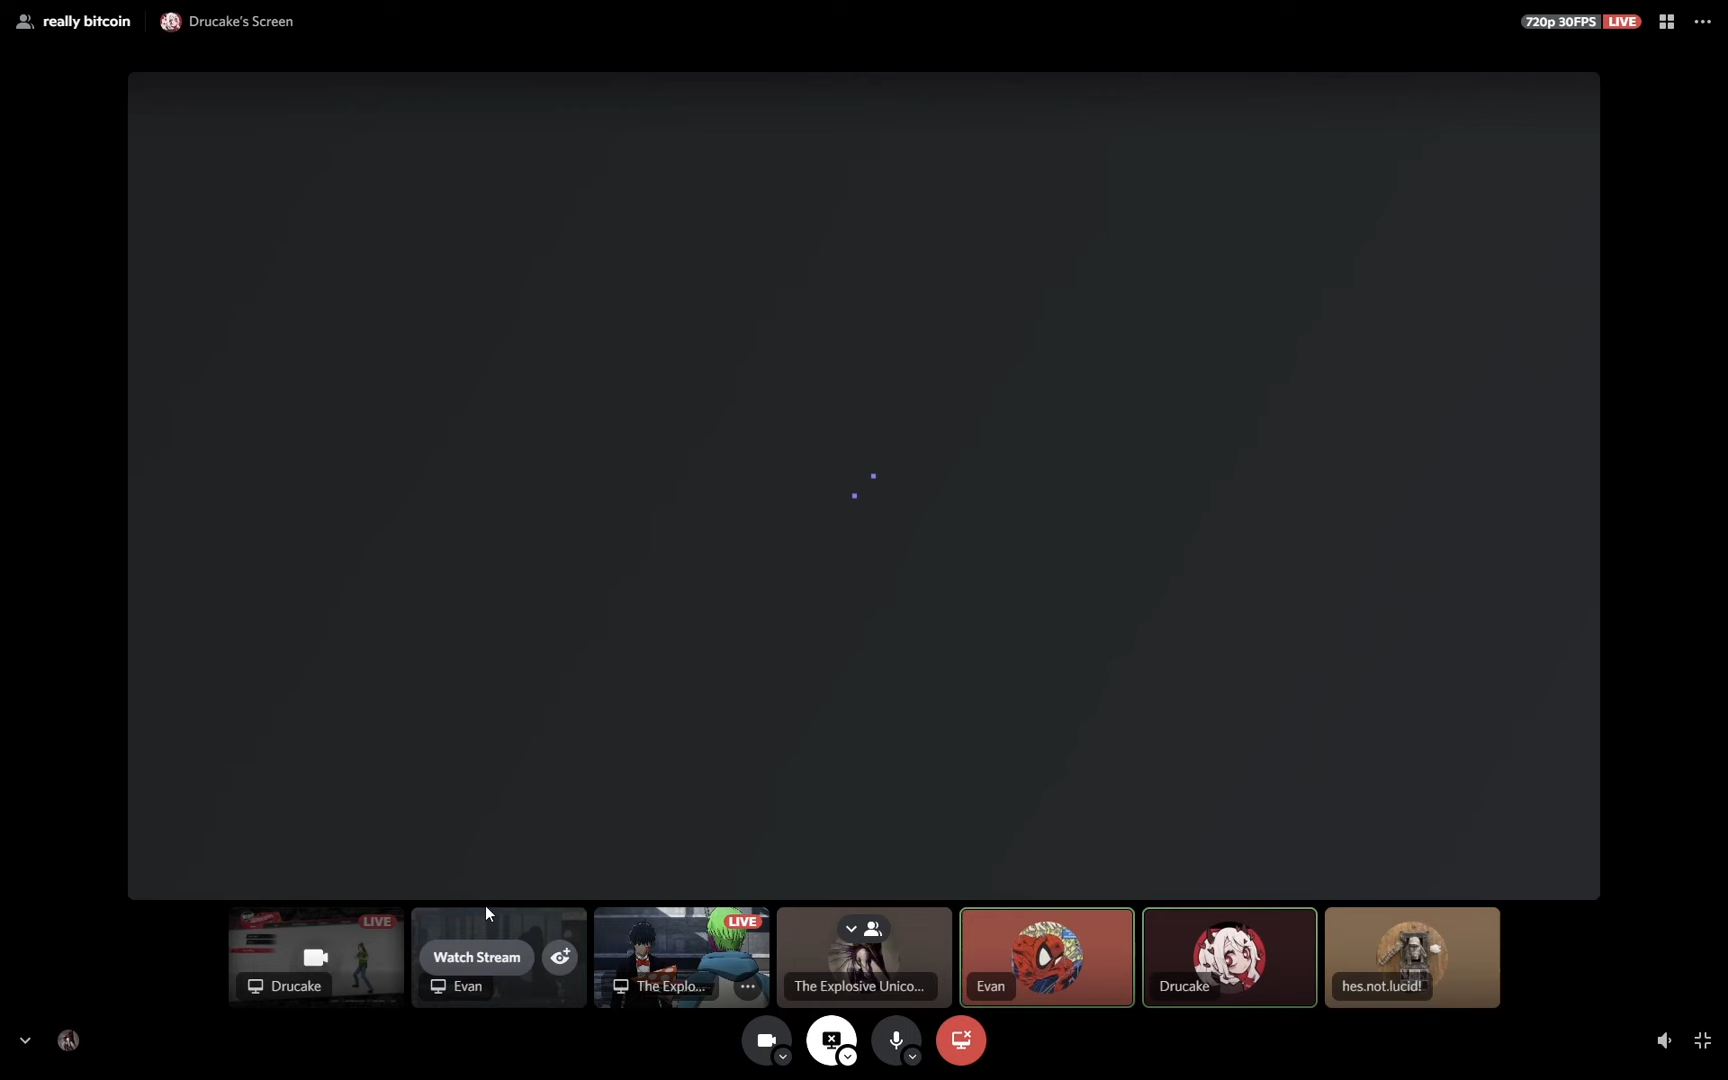 really bitcoin
Drucake's Screen
720p 30FPS LIVE
LIVE
Drucake
Watch Stream
Evan
LIVE
The Explo...
The Explosive Unico...
Evan
Drucake
hes.not.lucid!